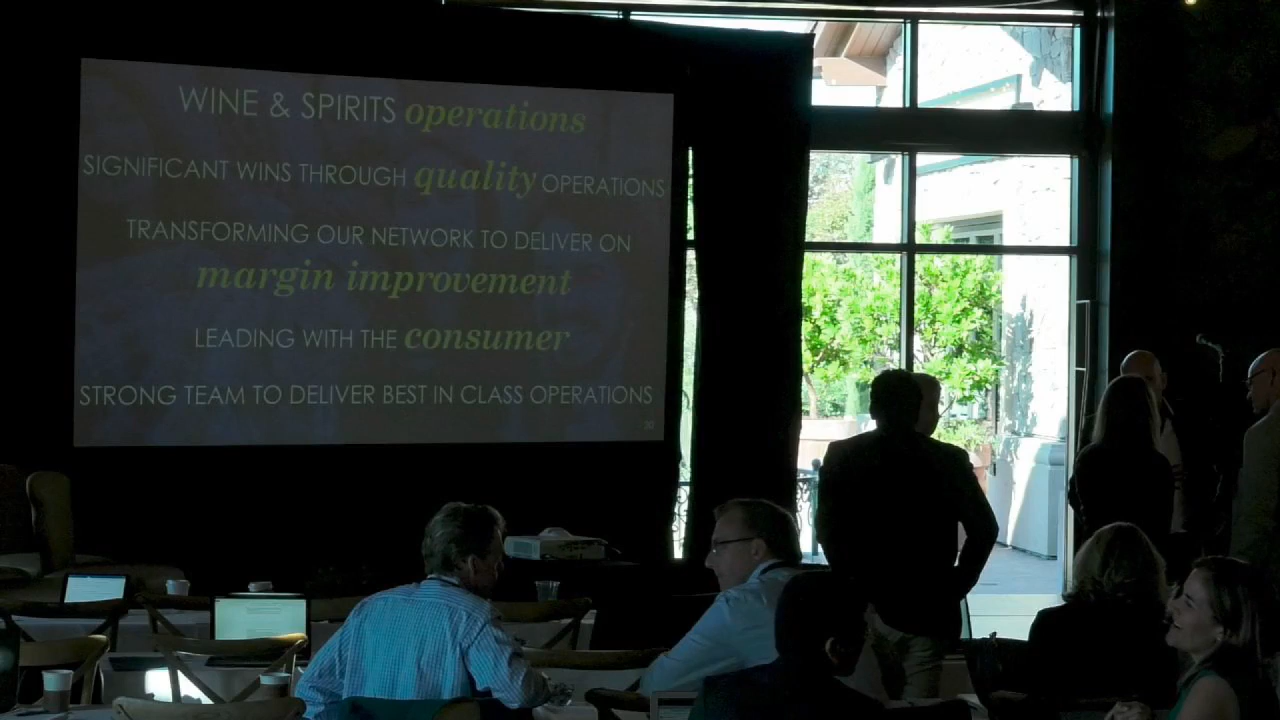 WINE & SPIRITS operations
SIGNIFICANT WINS THROUGH quality OPERATIONS
TRANSFORMING OUR NETWORK TO DELIVER ON
margin improvement
LEADING WITH THE consumer
STRONG TEAM TO DELIVER BEST IN CLASS OPERATIONS